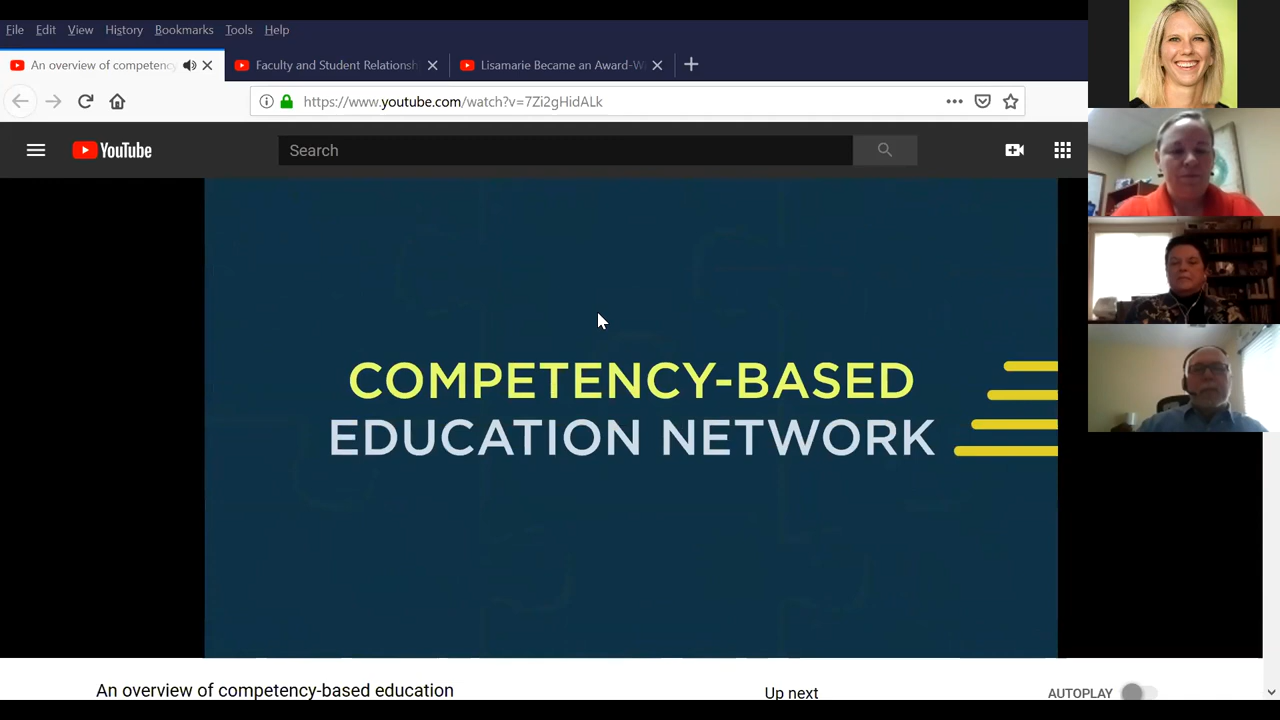 File Edit View History Bookmarks Tools Help
An overview of competency
Faculty and Student Relationsh
Lisamarie Became an Award-W
https://www.youtube.com/watch?v=7Zi2gHidALk
YouTube
Search
COMPETENCY-BASED
EDUCATION NETWORK
An overview of competency-based education
Up next
AUTOPLAY